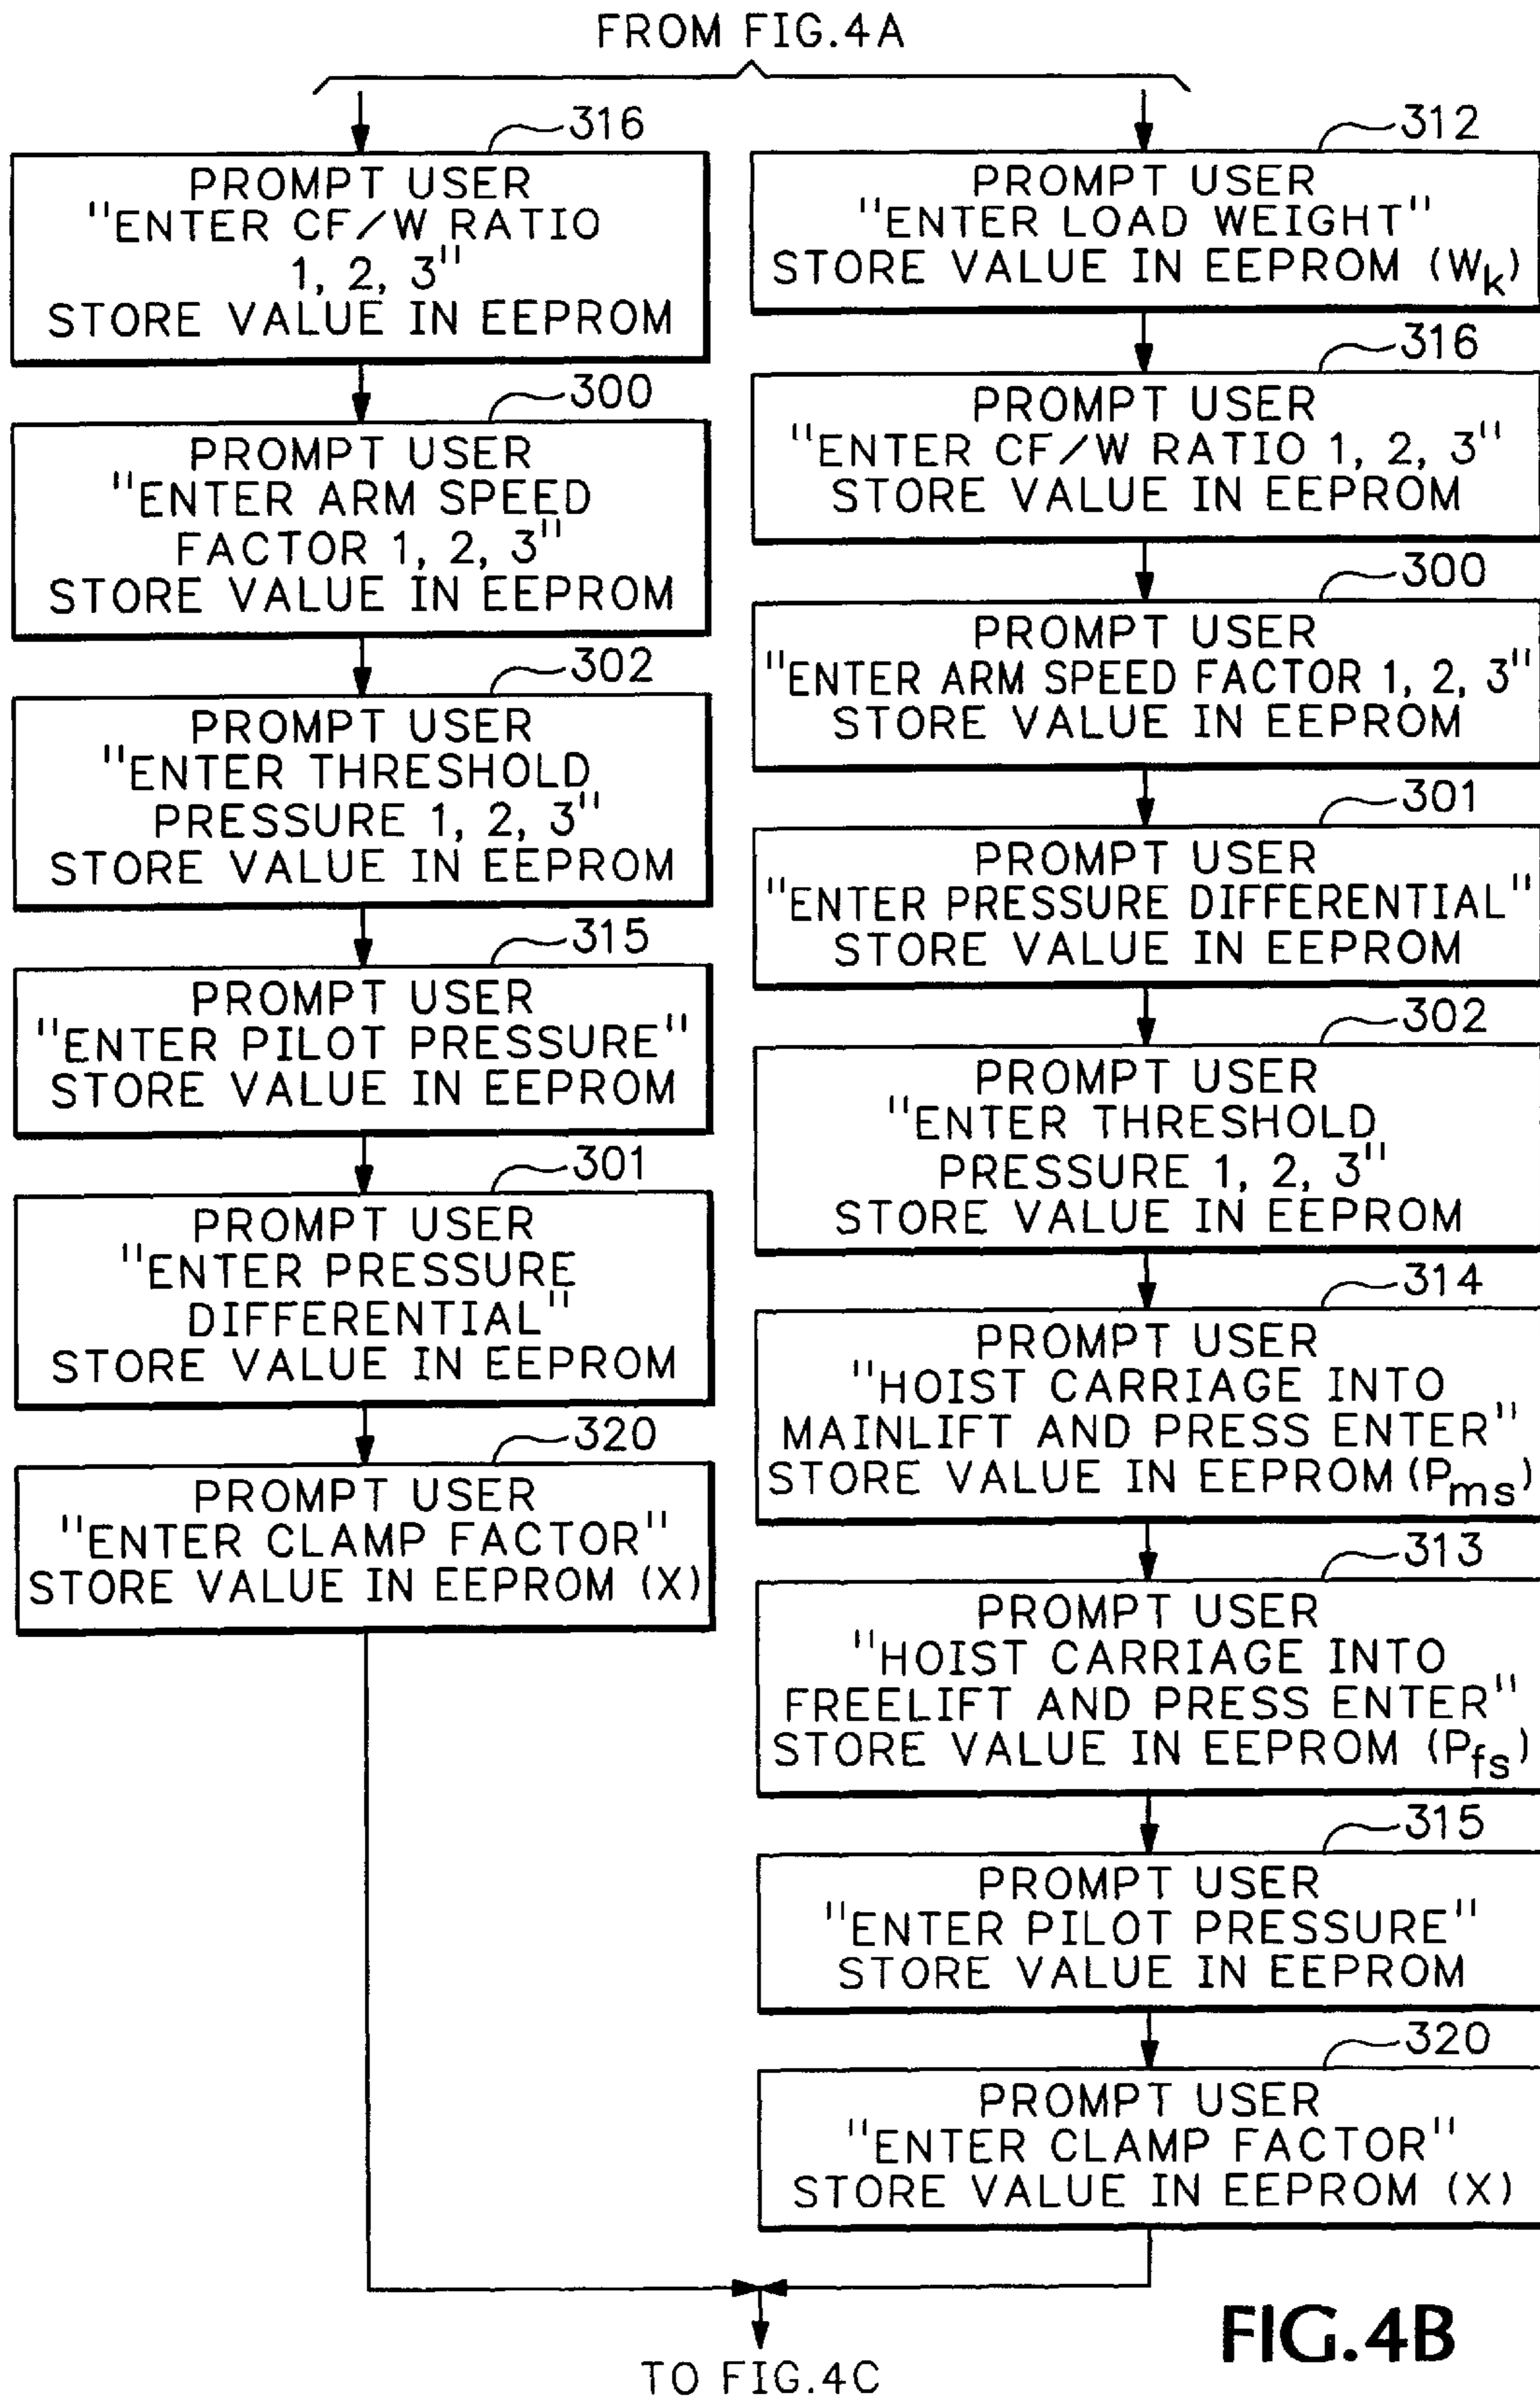 FROM FIG.4A
316
PROMPT USER
"ENTER CF/W RATIO
1, 2, 3"
STORE VALUE IN EEPROM
300
PROMPT USER
"ENTER ARM SPEED
FACTOR 1, 2, 3"
STORE VALUE IN EEPROM
302
PROMPT USER
"ENTER THRESHOLD
PRESSURE 1, 2, 3"
STORE VALUE IN EEPROM
315
PROMPT USER
"ENTER PILOT PRESSURE"
STORE VALUE IN EEPROM
301
PROMPT USER
"ENTER PRESSURE
DIFFERENTIAL"
STORE VALUE IN EEPROM
320
PROMPT USER
"ENTER CLAMP FACTOR"
STORE VALUE IN EEPROM (X)
312
PROMPT USER
"ENTER LOAD WEIGHT"
STORE VALUE IN EEPROM (Wk)
316
PROMPT USER
"ENTER CF/W RATIO 1, 2, 3"
STORE VALUE IN EEPROM
300
PROMPT USER
"ENTER ARM SPEED FACTOR 1, 2, 3"
STORE VALUE IN EEPROM
301
PROMPT USER
"ENTER PRESSURE DIFFERENTIAL"
STORE VALUE IN EEPROM
302
PROMPT USER
"ENTER THRESHOLD
PRESSURE 1, 2, 3"
STORE VALUE IN EEPROM
314
PROMPT USER
"HOIST CARRIAGE INTO
MAINLIFT AND PRESS ENTER"
STORE VALUE IN EEPROM (Pms)
313
PROMPT USER
"HOIST CARRIAGE INTO
FREELIFT AND PRESS ENTER"
STORE VALUE IN EEPROM (Pfs)
315
PROMPT USER
"ENTER PILOT PRESSURE"
STORE VALUE IN EEPROM
320
PROMPT USER
"ENTER CLAMP FACTOR"
STORE VALUE IN EEPROM (X)
TO FIG.4C
FIG.4B